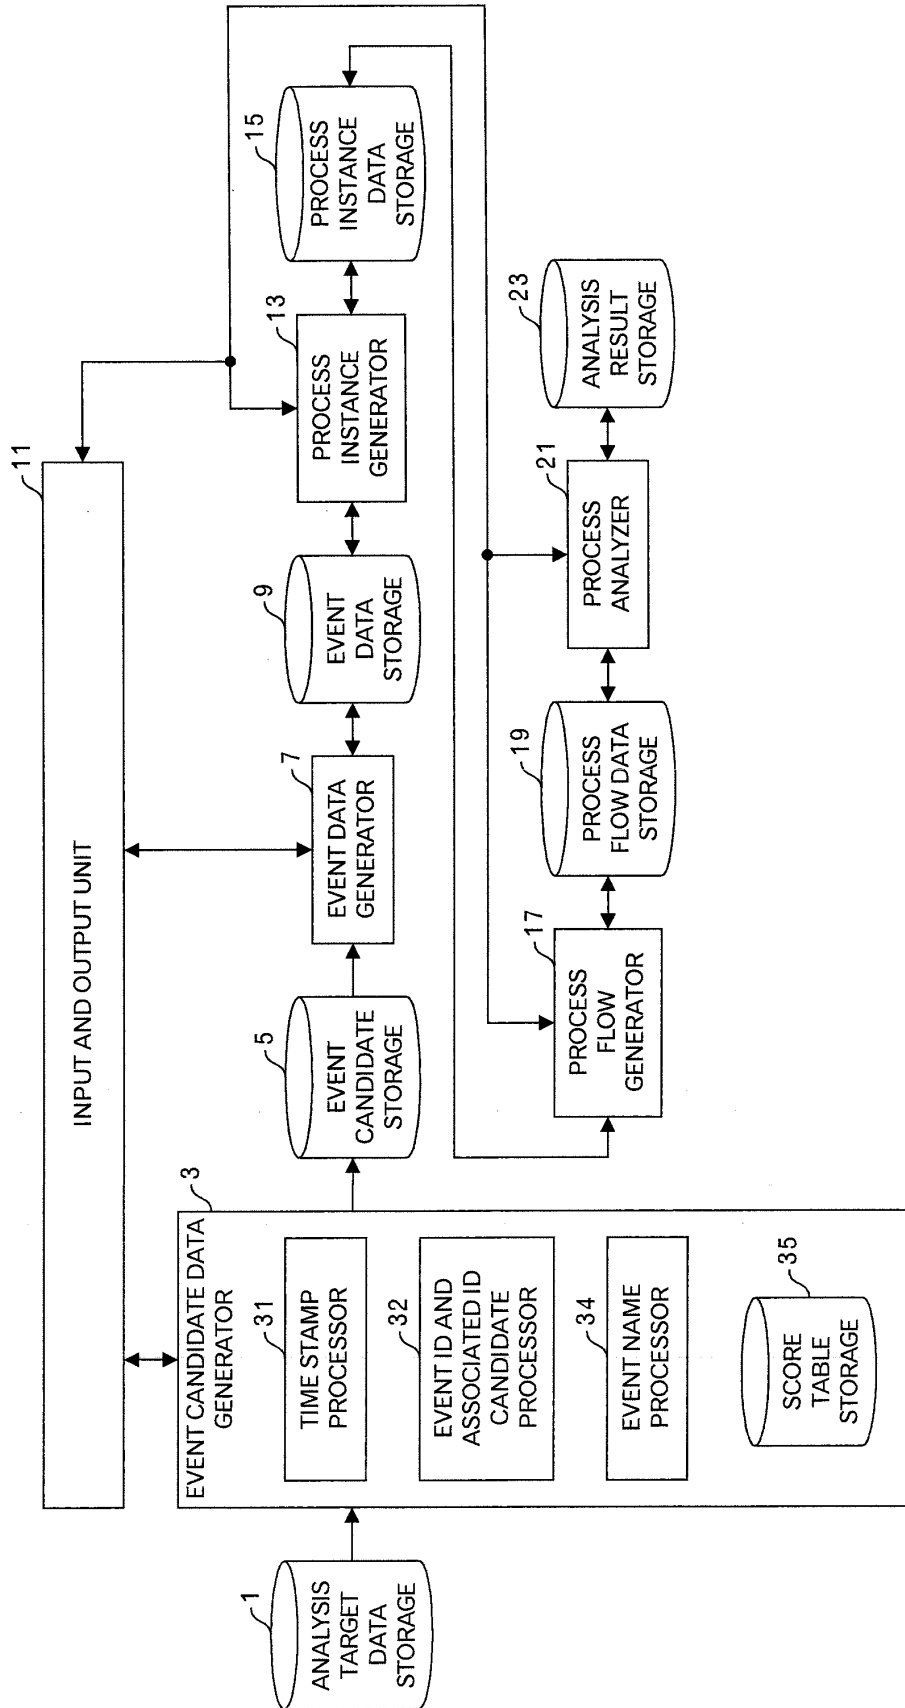 11
INPUT AND OUTPUT UNIT
1
ANALYSIS
TARGET
DATA
STORAGE
3
EVENT CANDIDATE DATA
GENERATOR
31
TIME STAMP
PROCESSOR
32
EVENT ID AND
ASSOCIATED ID
CANDIDATE
PROCESSOR
34
EVENT NAME
PROCESSOR
35
SCORE
TABLE
STORAGE
5
EVENT
CANDIDATE
STORAGE
7
EVENT DATA
GENERATOR
9
EVENT
DATA
STORAGE
13
PROCESS
INSTANCE
GENERATOR
15
PROCESS
INSTANCE
DATA
STORAGE
17
PROCESS
FLOW
GENERATOR
19
PROCESS
FLOW DATA
STORAGE
21
PROCESS
ANALYZER
23
ANALYSIS
RESULT
STORAGE